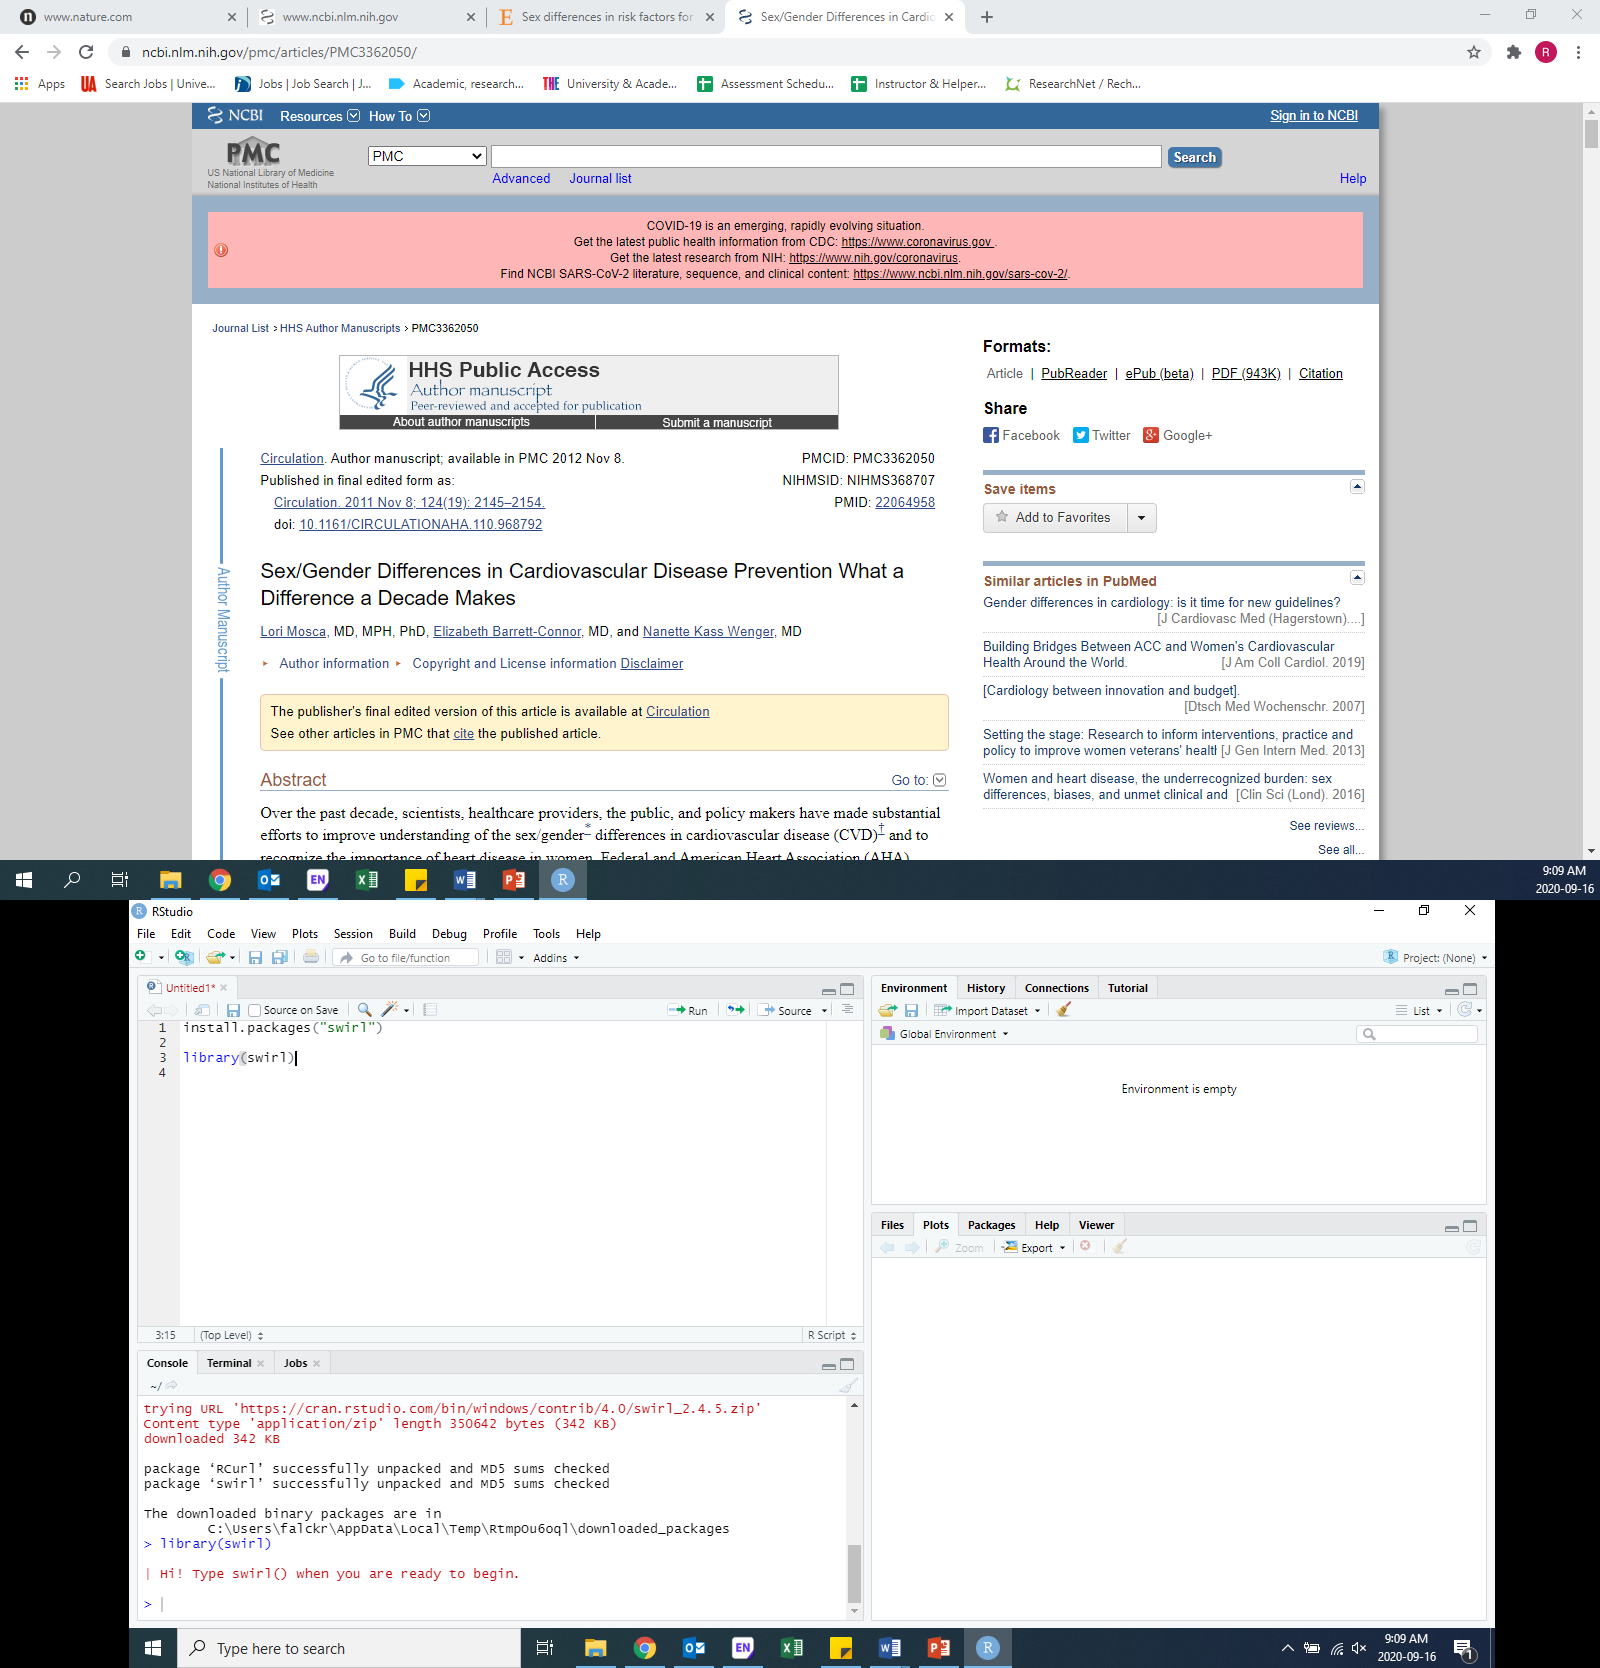 www.nature.com
www.ncbi.nlm.nih.gov
Sex differences in risk factors for
Sex/Gender Differences in Cardio
ncbi.nlm.nih.gov/pmc/articles/PMC3362050/
R
Apps
UA Search Jobs | Unive...
Jobs | Job Search | J...
Academic, research...
THE University & Acade...
Assessment Schedu...
Instructor & Helper...
ResearchNet / Rech...
NCBI Resources How To Sign in to NCBI
PMC
US National Library of Medicine
National Institutes of Health
PMC
Search
Advanced Journal list Help
COVID-19 is an emerging, rapidly evolving situation.
Get the latest public health information from CDC: https://www.coronavirus.gov .
Get the latest research from NIH: https://www.nih.gov/coronavirus.
Find NCBI SARS-CoV-2 literature, sequence, and clinical content: https://www.ncbi.nlm.nih.gov/sars-cov-2/.
Journal List > HHS Author Manuscripts > PMC3362050
HHS Public Access
Author manuscript
Peer-reviewed and accepted for publication
About author manuscripts Submit a manuscript
Circulation. Author manuscript; available in PMC 2012 Nov 8.
Published in final edited form as:
Circulation. 2011 Nov 8; 124(19): 2145–2154.
doi: 10.1161/CIRCULATIONAHA.110.968792
PMCID: PMC3362050
NIHMSID: NIHMS368707
PMID: 22064958
Author Manuscript
Sex/Gender Differences in Cardiovascular Disease Prevention What a
Difference a Decade Makes
Lori Mosca, MD, MPH, PhD, Elizabeth Barrett-Connor, MD, and Nanette Kass Wenger, MD
Author information Copyright and License information Disclaimer
The publisher's final edited version of this article is available at Circulation
See other articles in PMC that cite the published article.
Abstract Go to:
Over the past decade, scientists, healthcare providers, the public, and policy makers have made substantial
efforts to improve understanding of the sex/gender* differences in cardiovascular disease (CVD)† and to
recognize the importance of heart disease in women. Federal and American Heart Association (AHA)
Formats:
Article | PubReader | ePub (beta) | PDF (943K) | Citation
Share
Facebook Twitter Google+
Save items
Add to Favorites
Similar articles in PubMed
Gender differences in cardiology: is it time for new guidelines?
[J Cardiovasc Med (Hagerstown)....]
Building Bridges Between ACC and Women's Cardiovascular
Health Around the World. [J Am Coll Cardiol. 2019]
[Cardiology between innovation and budget].
[Dtsch Med Wochenschr. 2007]
Setting the stage: Research to inform interventions, practice and
policy to improve women veterans' health [J Gen Intern Med. 2013]
Women and heart disease, the underrecognized burden: sex
differences, biases, and unmet clinical and [Clin Sci (Lond). 2016]
See reviews...
See all...
9:09 AM
2020-09-16
RStudio
File Edit Code View Plots Session Build Debug Profile Tools Help
Go to file/function Addins Project: (None)
Untitled1*
Source on Save Run Source
1 install.packages("swirl")
2
3 library(swirl)
4
3:15 (Top Level) R Script
Console Terminal Jobs
~/
trying URL 'https://cran.rstudio.com/bin/windows/contrib/4.0/swirl_2.4.5.zip'
Content type 'application/zip' length 350642 bytes (342 KB)
downloaded 342 KB
package ‘RCurl’ successfully unpacked and MD5 sums checked
package ‘swirl’ successfully unpacked and MD5 sums checked
The downloaded binary packages are in
C:\Users\falckr\AppData\Local\Temp\RtmpOu6oql\downloaded_packages
> library(swirl)
| Hi! Type swirl() when you are ready to begin.
>
Environment History Connections Tutorial
Import Dataset List
Global Environment
Environment is empty
Files Plots Packages Help Viewer
Zoom Export
Type here to search
9:09 AM
2020-09-16
1